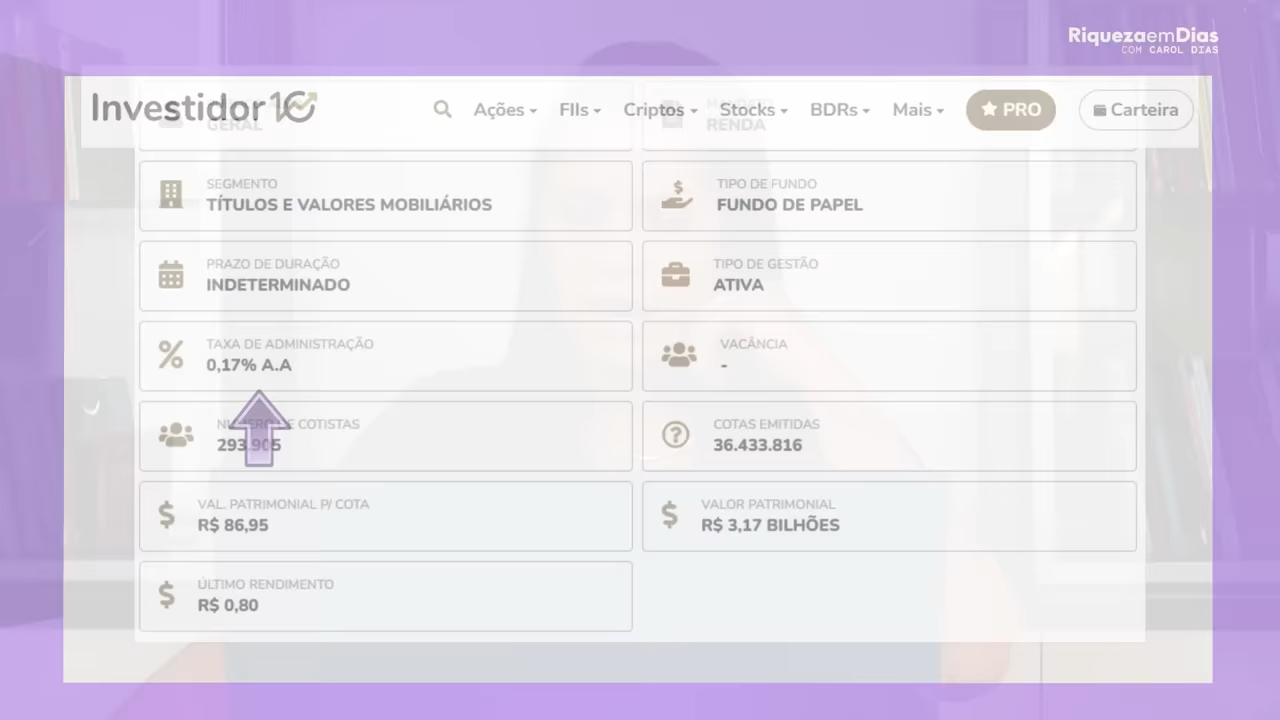 RiquezaemDias
COM CAROL DIAS
Investidor10
Ações
FIIs
Criptos
Stocks
BDRs
Mais
PRO
Carteira
GERAL
RENDA
SEGMENTO
TÍTULOS E VALORES MOBILIÁRIOS
TIPO DE FUNDO
FUNDO DE PAPEL
PRAZO DE DURAÇÃO
INDETERMINADO
TIPO DE GESTÃO
ATIVA
TAXA DE ADMINISTRAÇÃO
0,17% A.A
VACÂNCIA
-
NÚMERO DE COTISTAS
293.905
COTAS EMITIDAS
36.433.816
VAL. PATRIMONIAL P/ COTA
R$ 86,95
VALOR PATRIMONIAL
R$ 3,17 BILHÕES
ÚLTIMO RENDIMENTO
R$ 0,80